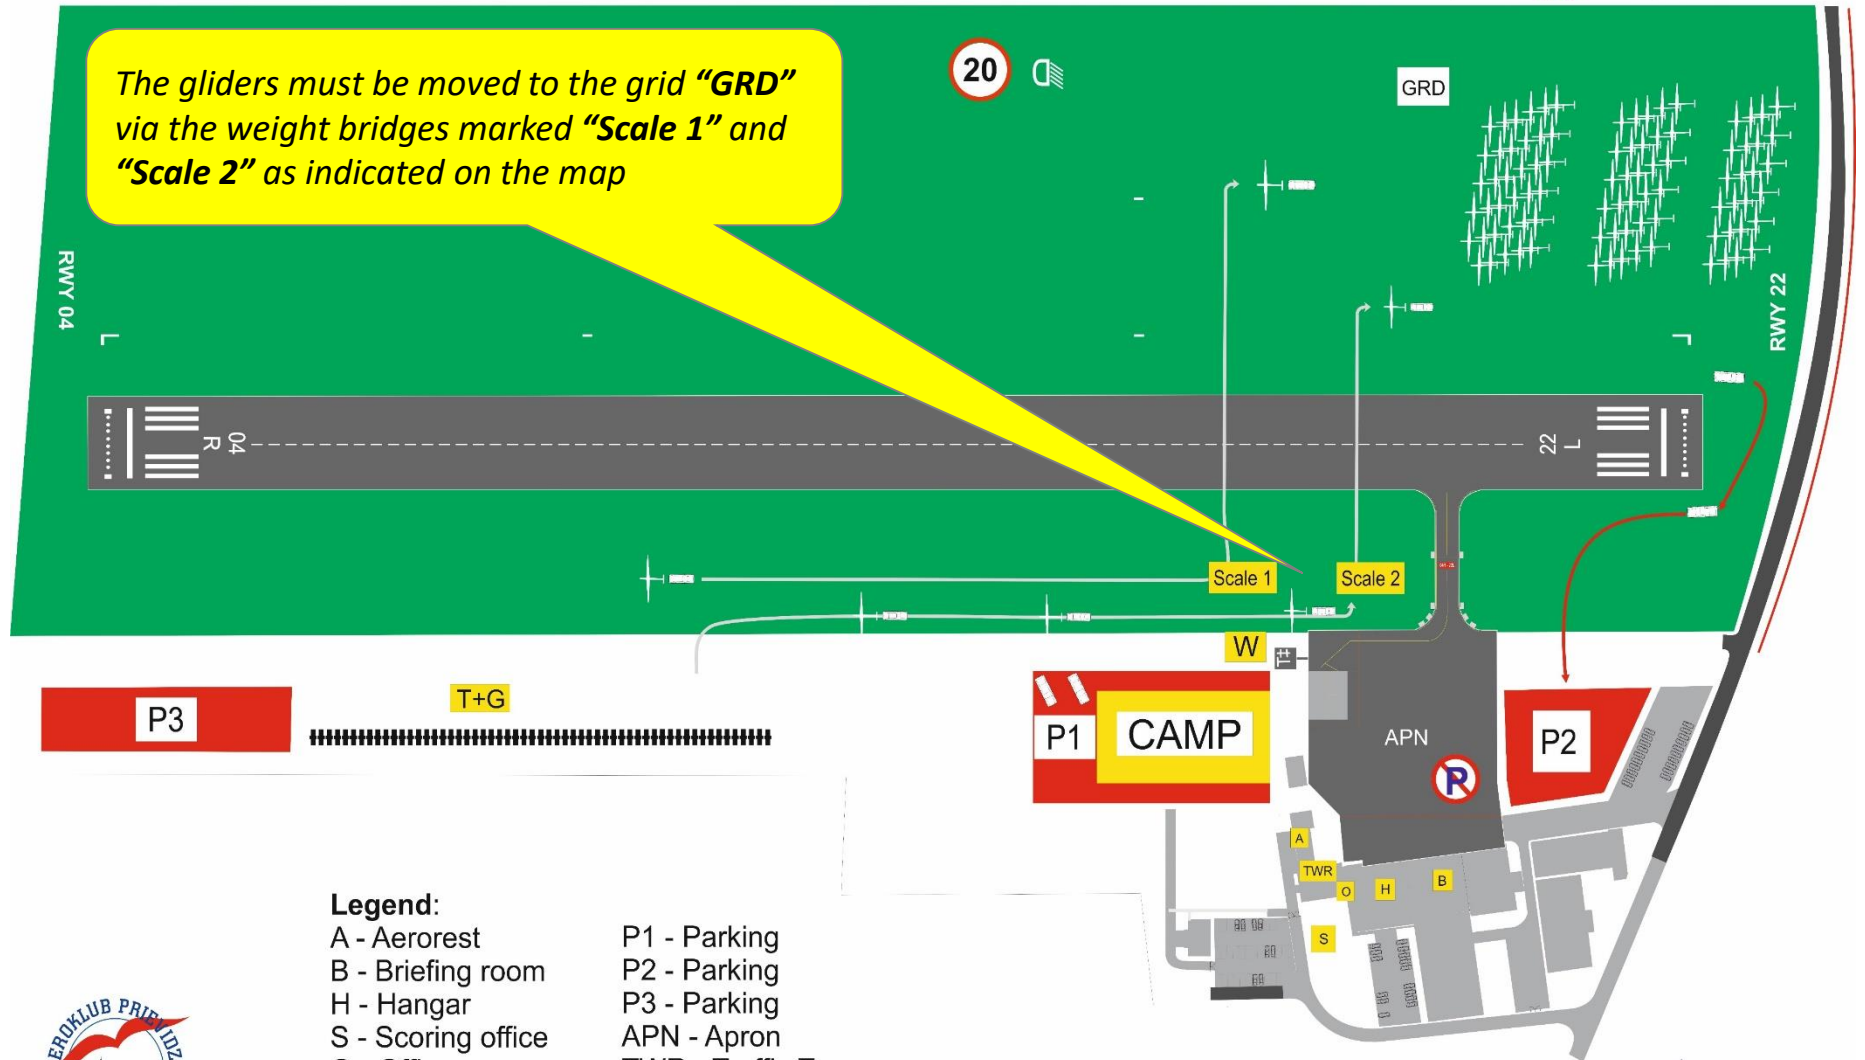 The gliders must be moved to the grid “GRD”
via the weight bridges marked “Scale 1” and
“Scale 2” as indicated on the map
20
GRD
RWY 04
RWY 22
04
R
22
L
Scale 1
Scale 2
W
P3
T+G
P1
CAMP
APN
P
P2
A
TWR
O
H
B
S
Legend:
A - Aerorest
B - Briefing room
H - Hangar
S - Scoring office
P1 - Parking
P2 - Parking
P3 - Parking
APN - Apron